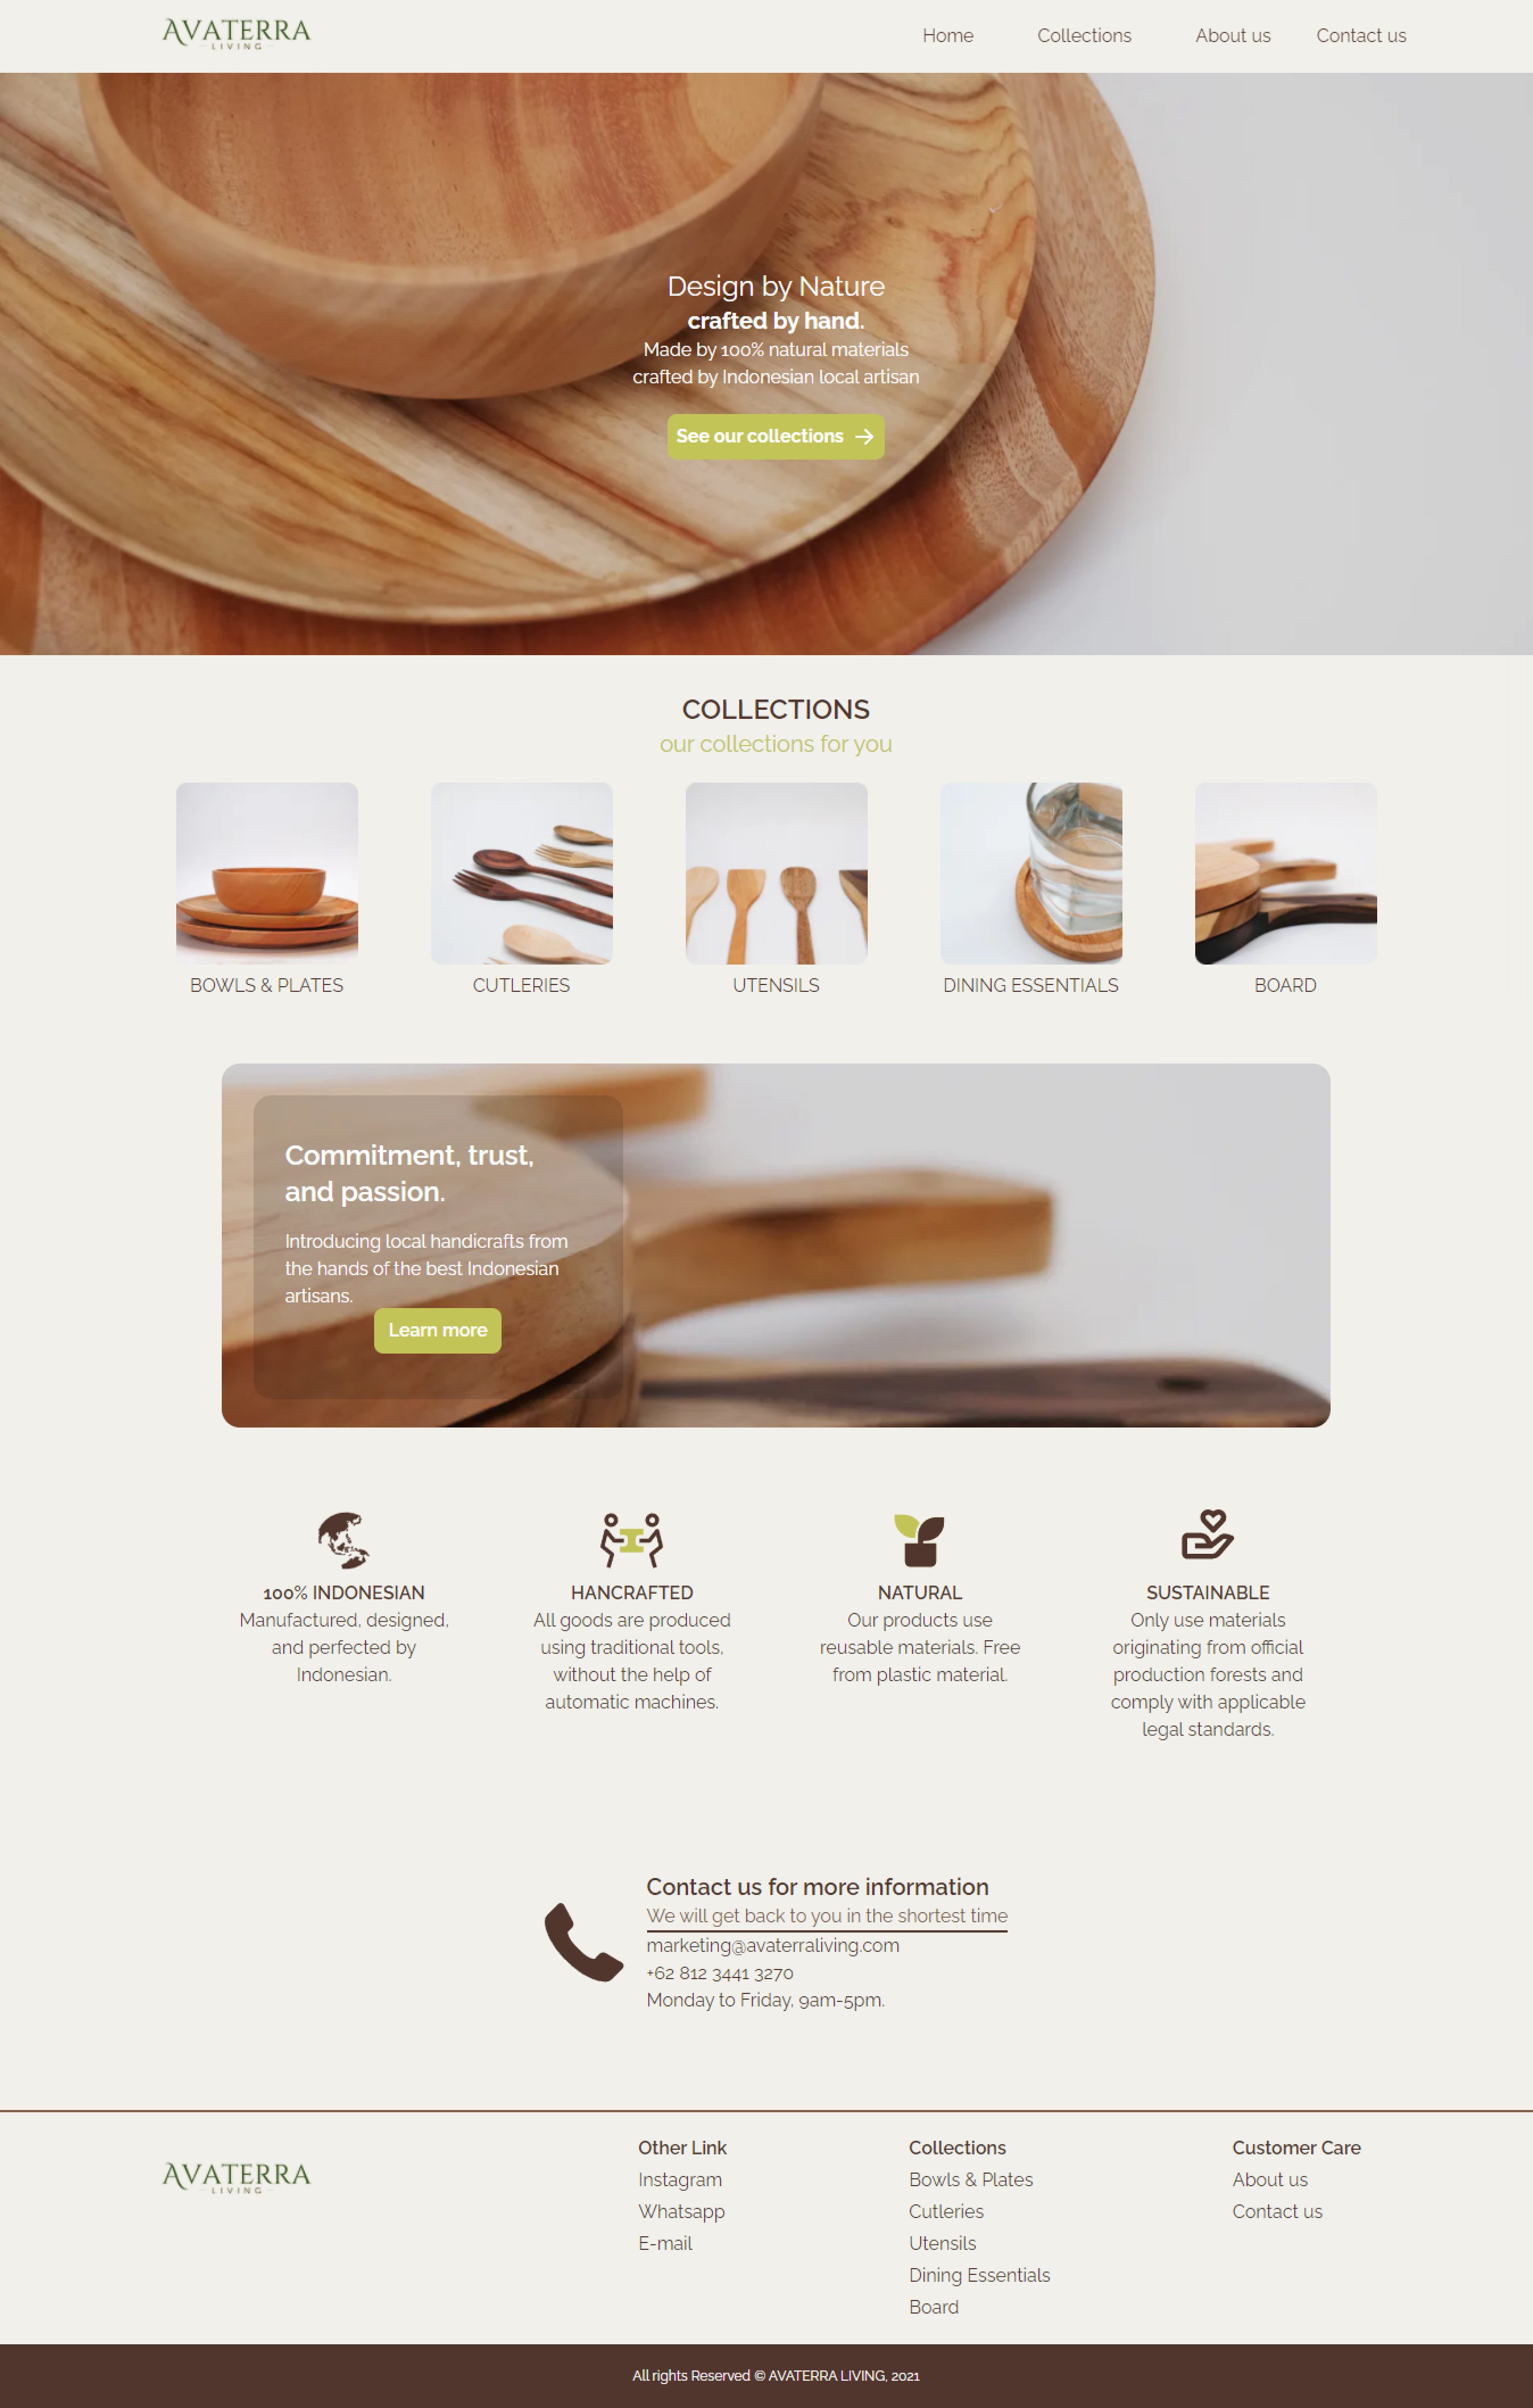 AVATERRA
LIVING
Home Collections About us Contact us
Design by Nature
crafted by hand.
Made by 100% natural materials
crafted by Indonesian local artisan
See our collections
COLLECTIONS
our collections for you
BOWLS & PLATES
CUTLERIES
UTENSILS
DINING ESSENTIALS
BOARD
Commitment, trust,
and passion.
Introducing local handicrafts from
the hands of the best Indonesian
artisans.
Learn more
100% INDONESIAN
Manufactured, designed,
and perfected by
Indonesian.
HANCRAFTED
All goods are produced
using traditional tools,
without the help of
automatic machines.
NATURAL
Our products use
reusable materials. Free
from plastic material.
SUSTAINABLE
Only use materials
originating from official
production forests and
comply with applicable
legal standards.
Contact us for more information
We will get back to you in the shortest time
marketing@avaterraliving.com
+62 812 3441 3270
Monday to Friday, 9am-5pm.
AVATERRA
LIVING
Other Link
Instagram
Whatsapp
E-mail
Collections
Bowls & Plates
Cutleries
Utensils
Dining Essentials
Board
Customer Care
About us
Contact us
All rights Reserved © AVATERRA LIVING, 2021